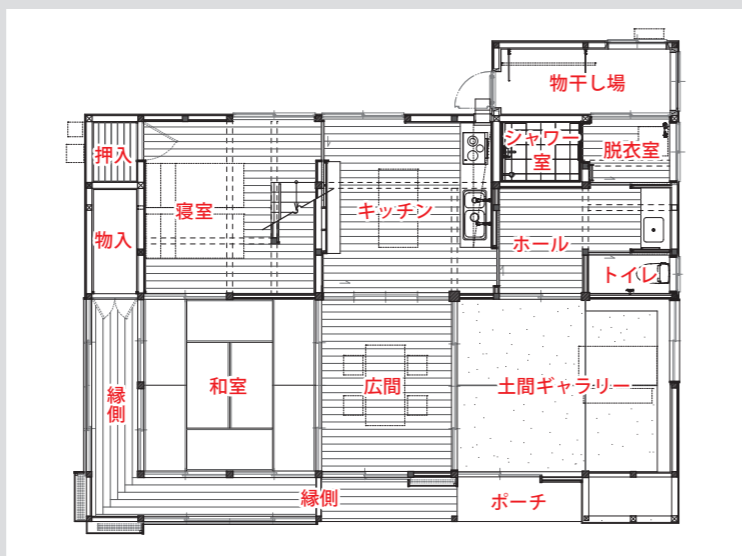 物干し場
押入
シャワー
室
脱衣室
寝室
キッチン
物入
ホール
トイレ
縁側
和室
広間
土間ギャラリー
縁側
ポーチ